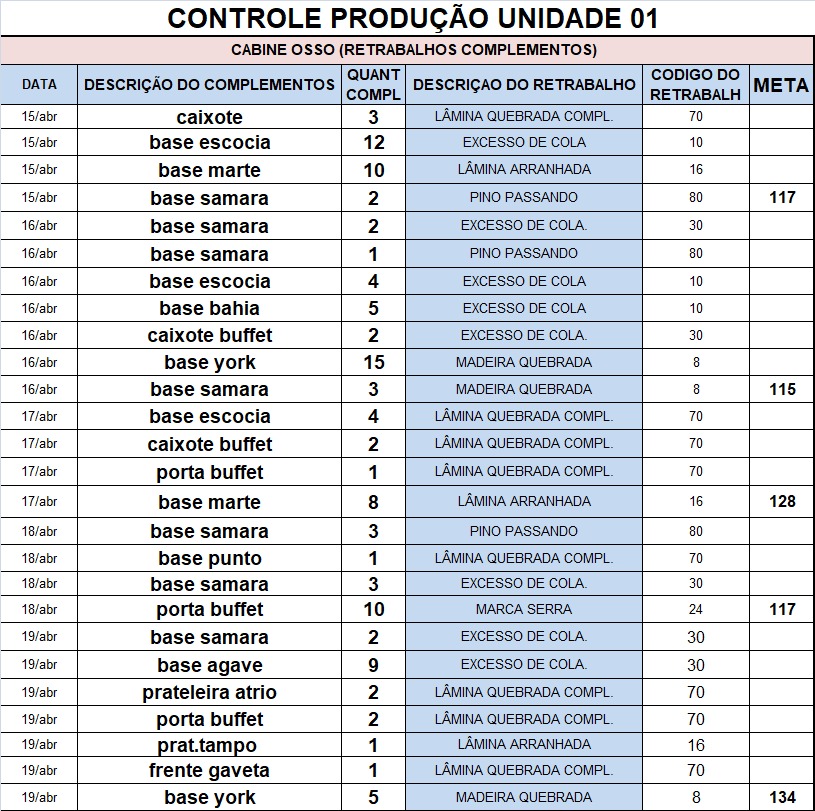 CONTROLE PRODUÇÃO UNIDADE 01
CABINE OSSO (RETRABALHOS COMPLEMENTOS)
DATA DESCRIÇÃO DO COMPLEMENTOS QUANT COMPL DESCRIÇAO DO RETRABALHO CODIGO DO RETRABALH META
15/abr caixote 3 LÂMINA QUEBRADA COMPL. 70
15/abr base escocia 12 EXCESSO DE COLA 10
15/abr base marte 10 LÂMINA ARRANHADA 16
15/abr base samara 2 PINO PASSANDO 80 117
16/abr base samara 2 EXCESSO DE COLA. 30
16/abr base samara 1 PINO PASSANDO 80
16/abr base escocia 4 EXCESSO DE COLA 10
16/abr base bahia 5 EXCESSO DE COLA 10
16/abr caixote buffet 2 EXCESSO DE COLA. 30
16/abr base york 15 MADEIRA QUEBRADA 8
16/abr base samara 3 MADEIRA QUEBRADA 8 115
17/abr base escocia 4 LÂMINA QUEBRADA COMPL. 70
17/abr caixote buffet 2 LÂMINA QUEBRADA COMPL. 70
17/abr porta buffet 1 LÂMINA QUEBRADA COMPL. 70
17/abr base marte 8 LÂMINA ARRANHADA 16 128
18/abr base samara 3 PINO PASSANDO 80
18/abr base punto 1 LÂMINA QUEBRADA COMPL. 70
18/abr base samara 3 EXCESSO DE COLA. 30
18/abr porta buffet 10 MARCA SERRA 24 117
19/abr base samara 2 EXCESSO DE COLA. 30
19/abr base agave 9 EXCESSO DE COLA. 30
19/abr prateleira atrio 2 LÂMINA QUEBRADA COMPL. 70
19/abr porta buffet 2 LÂMINA QUEBRADA COMPL. 70
19/abr prat.tampo 1 LÂMINA ARRANHADA 16
19/abr frente gaveta 1 LÂMINA QUEBRADA COMPL. 70
19/abr base york 5 MADEIRA QUEBRADA 8 134